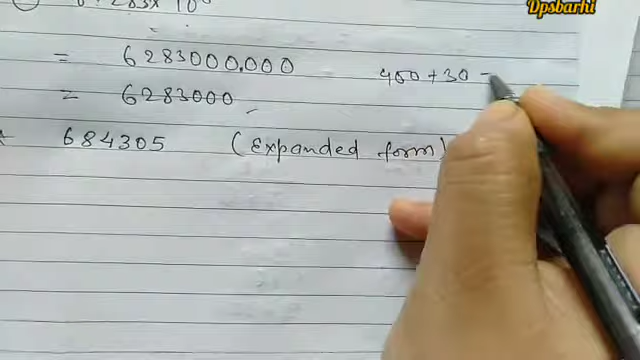 Dpsbarhi
= 6283000.000
400 + 30
= 6283000
684305 (Expanded form)